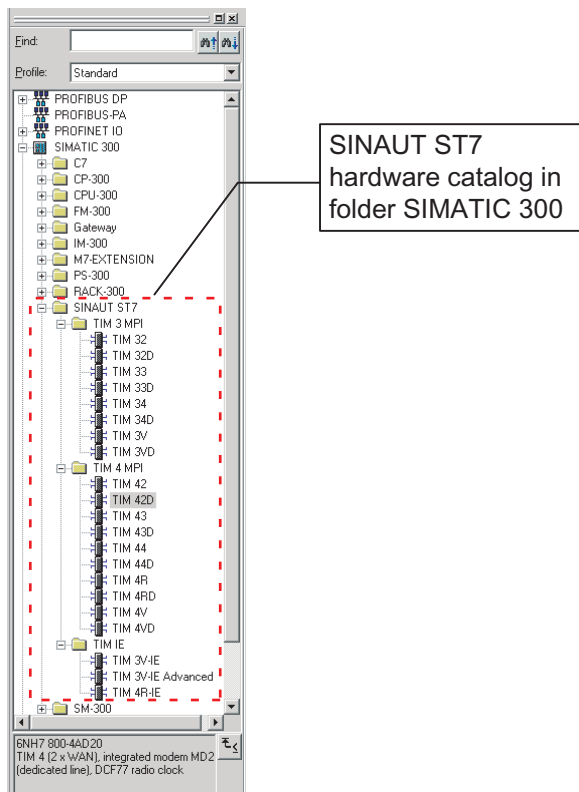 Find:
Profile: Standard
PROFIBUS DP
PROFIBUS-PA
PROFINET IO
SIMATIC 300
C7
CP-300
CPU-300
FM-300
Gateway
IM-300
M7-EXTENSION
PS-300
RACK-300
SINAUT ST7
TIM 3 MPI
TIM 32
TIM 32D
TIM 33
TIM 33D
TIM 34
TIM 34D
TIM 3V
TIM 3VD
TIM 4 MPI
TIM 42
TIM 42D
TIM 43
TIM 43D
TIM 44
TIM 44D
TIM 4R
TIM 4RD
TIM 4V
TIM 4VD
TIM IE
TIM 3V-IE
TIM 3V-IE Advanced
TIM 4R-IE
SM-300
6NH7 800-4AD20
TIM 4 (2 x WAN), integrated modem MD2
(dedicated line), DCF77 radio clock
SINAUT ST7
hardware catalog in
folder SIMATIC 300